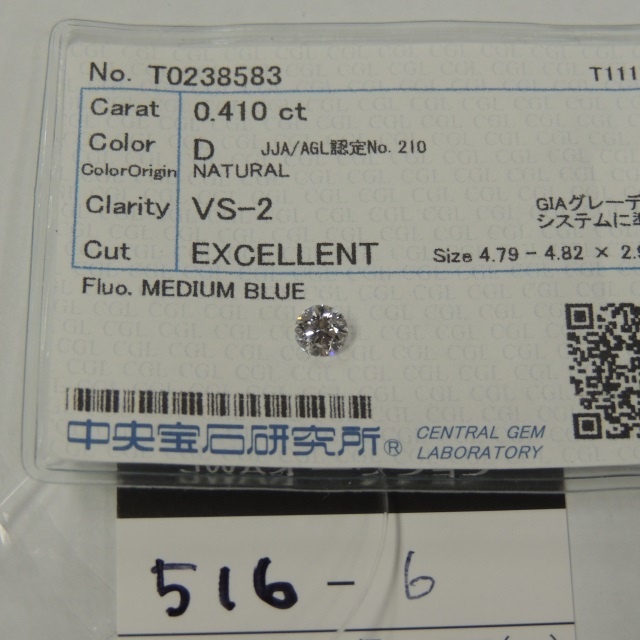 No. T0238583 T111
Carat 0.410 ct
Color D JJA/AGL認定No. 210
ColorOrigin NATURAL
Clarity VS-2 GIAグレーデ
システムに準
Cut EXCELLENT Size 4.79 - 4.82 × 2.9
Fluo. MEDIUM BLUE
中央宝石研究所® CENTRAL GEM
LABORATORY
516 - 6